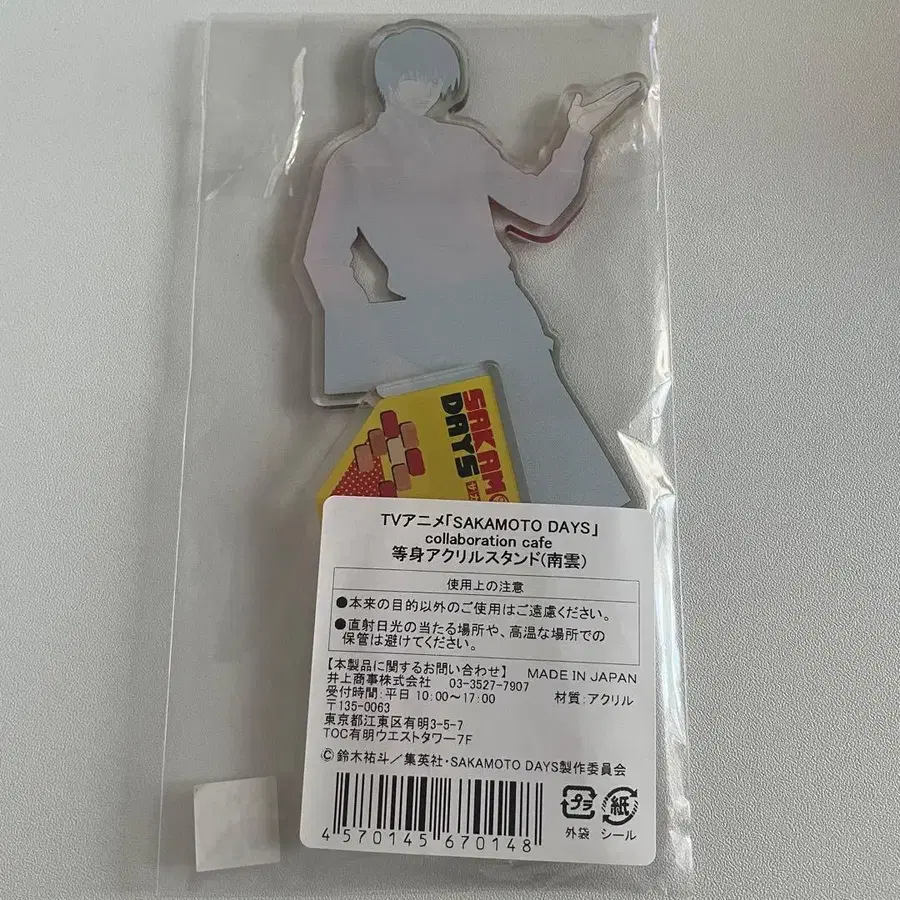 SAKAM
DAYS
TVアニメ「SAKAMOTO DAYS」
collaboration cafe
等身アクリルスタンド(南雲)
使用上の注意
●本来の目的以外のご使用はご遠慮ください。
●直射日光の当たる場所や、高温な場所での
保管は避けてください。
【本製品に関するお問い合わせ】 MADE IN JAPAN
井上商事株式会社 03-3527-7907
受付時間:平日 10:00～17:00 材質:アクリル
〒135-0063
東京都江東区有明3-5-7
TOC有明ウエストタワー7F
©鈴木祐斗／集英社・SAKAMOTO DAYS製作委員会
4 570145 670148
プラ 紙
外袋 シール